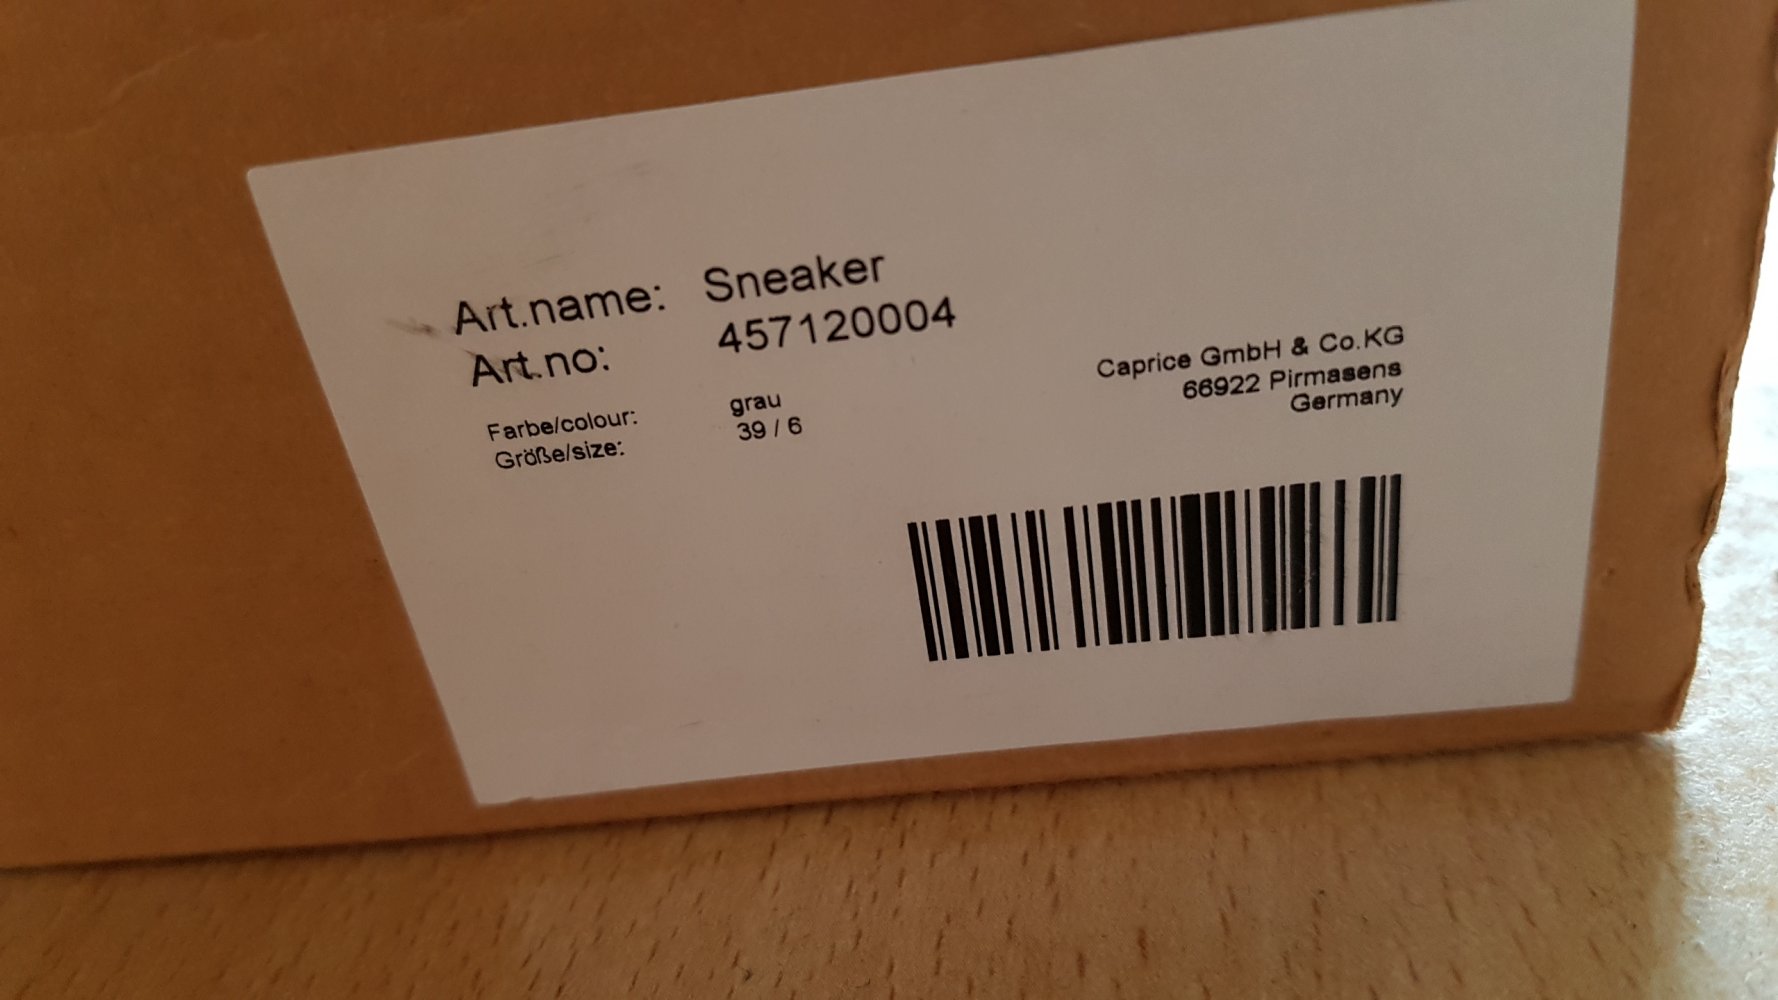 Art.name: Sneaker
Art.no: 457120004
Farbe/colour: grau
Größe/size: 39 / 6
Caprice GmbH & Co.KG
66922 Pirmasens
Germany